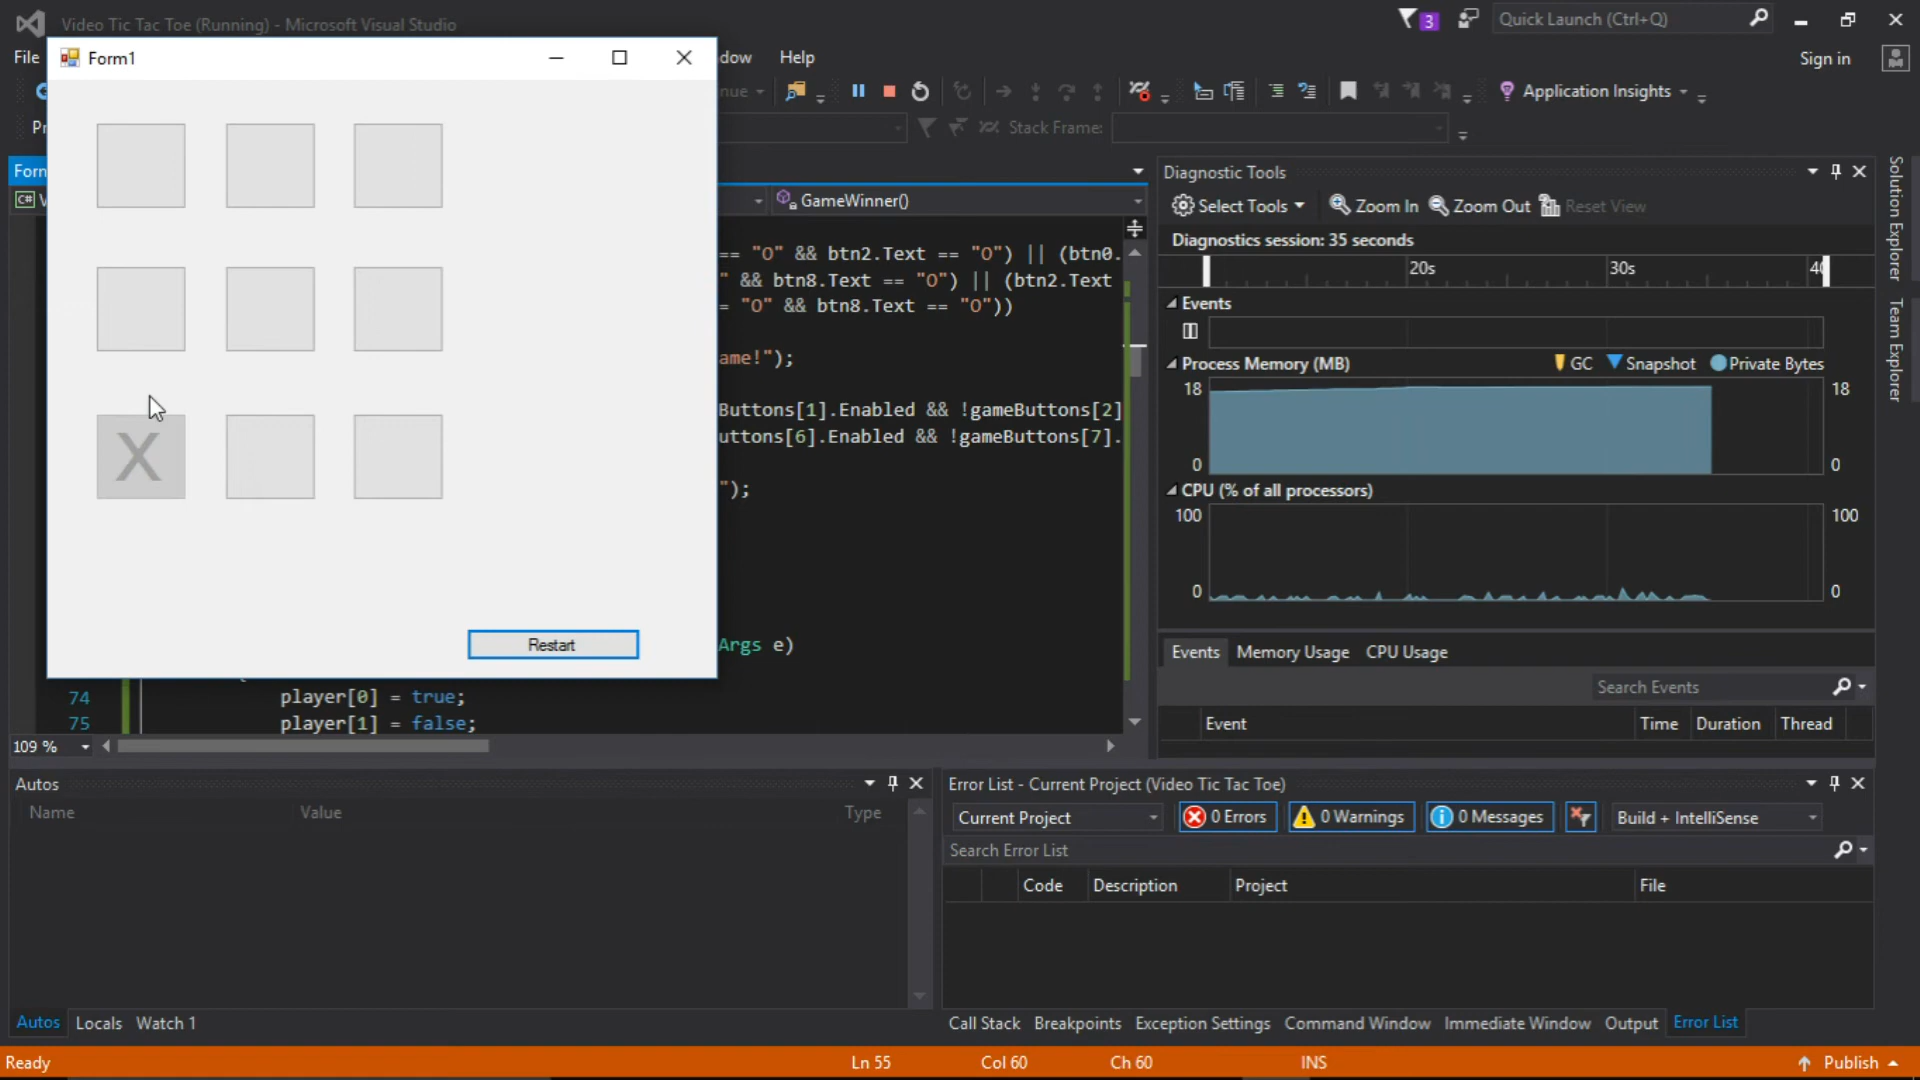 Video Tic Tac Toe (Running) - Microsoft Visual Studio
3
Quick Launch (Ctrl+Q)
File
Help
Sign in
Form1
Application Insights
Stack Frame:
GameWinner()
== "O" && btn2.Text == "O") || (btn0.
" && btn8.Text == "O") || (btn2.Text
= "O" && btn8.Text == "O"))
ame!");
Buttons[1].Enabled && !gameButtons[2]
uttons[6].Enabled && !gameButtons[7].
");
Args e)
X
Restart
74 player[0] = true;
75 player[1] = false;
109 %
Diagnostic Tools
Select Tools
Zoom In
Zoom Out
Reset View
Diagnostics session: 35 seconds
20s
30s
Events
Process Memory (MB)
GC
Snapshot
Private Bytes
18
18
0
0
CPU (% of all processors)
100
100
0
0
Events
Memory Usage
CPU Usage
Search Events
Event
Time
Duration
Thread
Solution Explorer
Team Explorer
Autos
Name
Value
Type
Autos
Locals
Watch 1
Error List - Current Project (Video Tic Tac Toe)
Current Project
0 Errors
0 Warnings
0 Messages
Build + IntelliSense
Search Error List
Code
Description
Project
File
Call Stack
Breakpoints
Exception Settings
Command Window
Immediate Window
Output
Error List
Ready
Ln 55
Col 60
Ch 60
INS
Publish